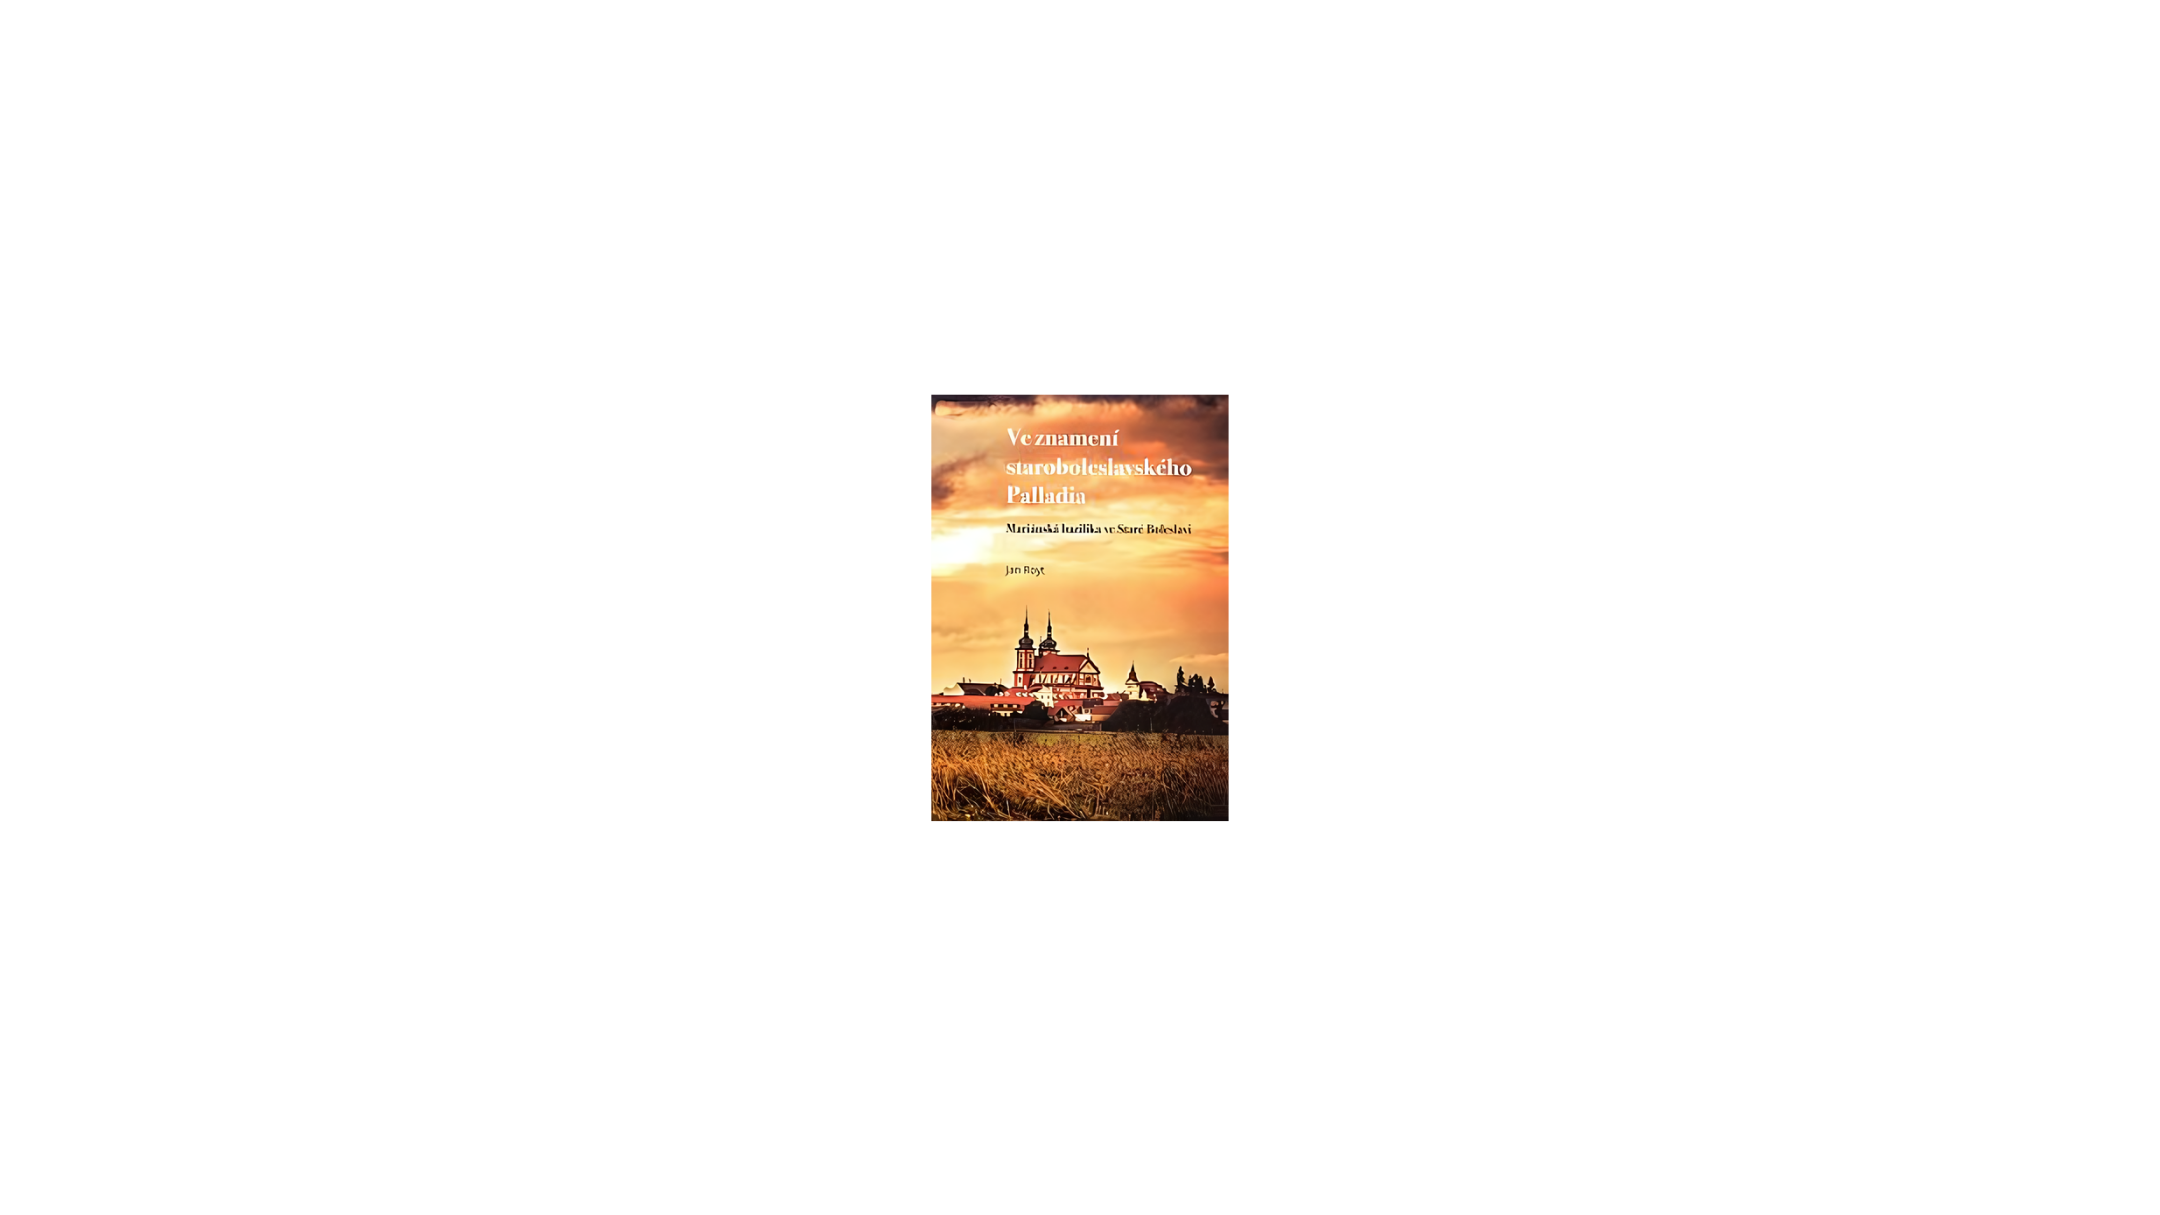 Ve znamení
staroboleslavského
Palladia
Mariánská bazilika ve Staré Boleslavi
Jan Royt